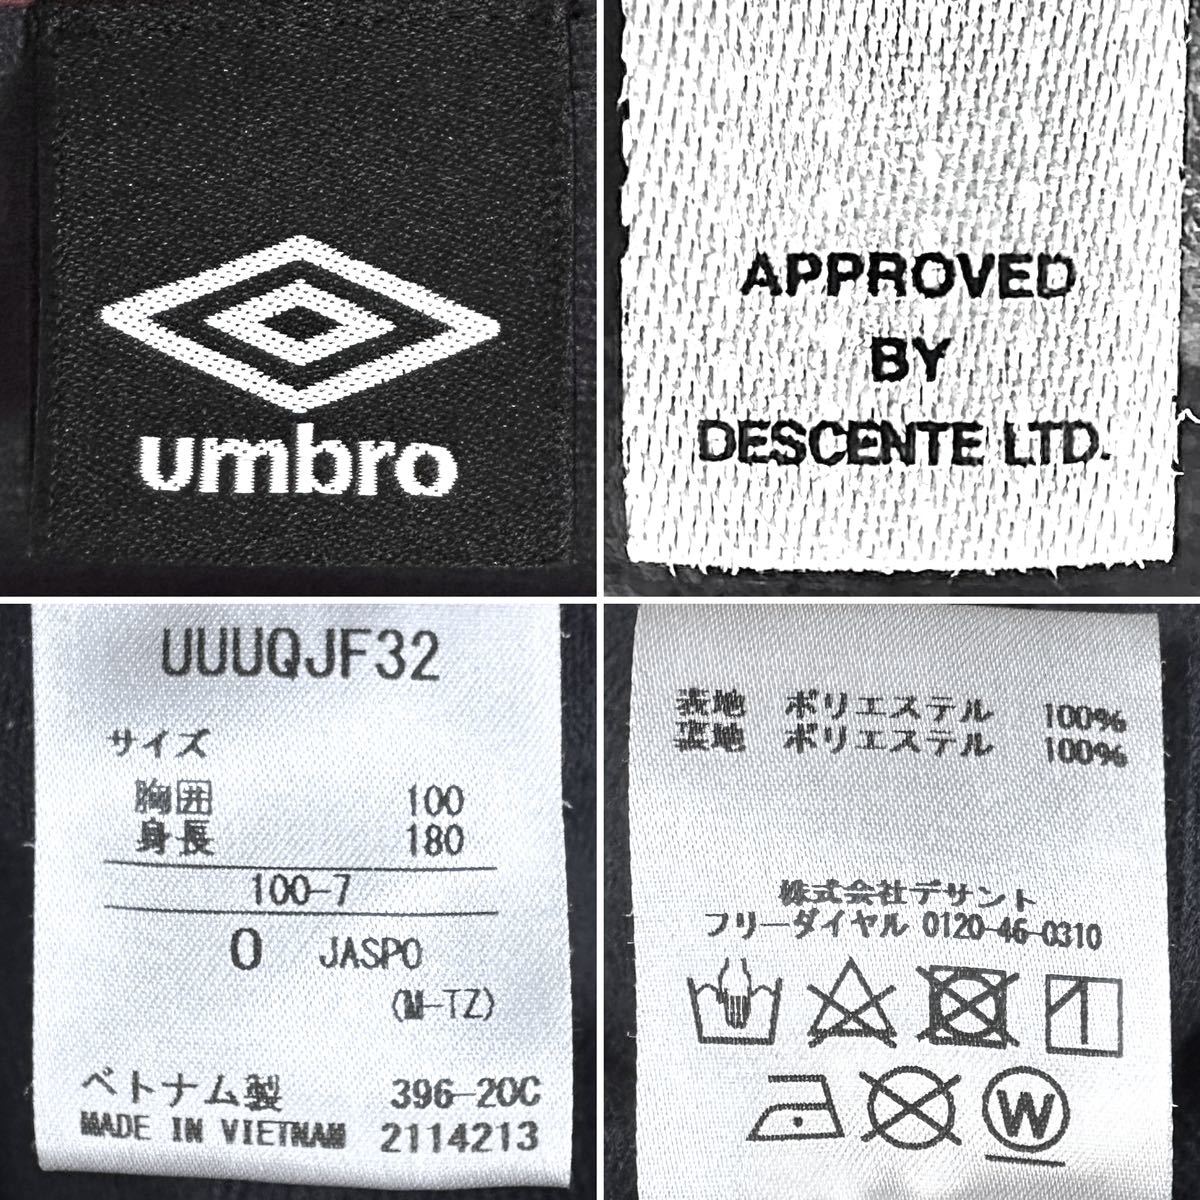 umbro
APPROVED
BY
DESCENTE LTD.
UUUQJF32
サイズ
胸囲 100
身長 180
100-7
O JASPO
(M-TZ)
ベトナム製 396-20C
MADE IN VIETNAM 2114213
表地 ポリエステル 100%
裏地 ポリエステル 100%
株式会社デサント
フリーダイヤル 0120-46-0310
W